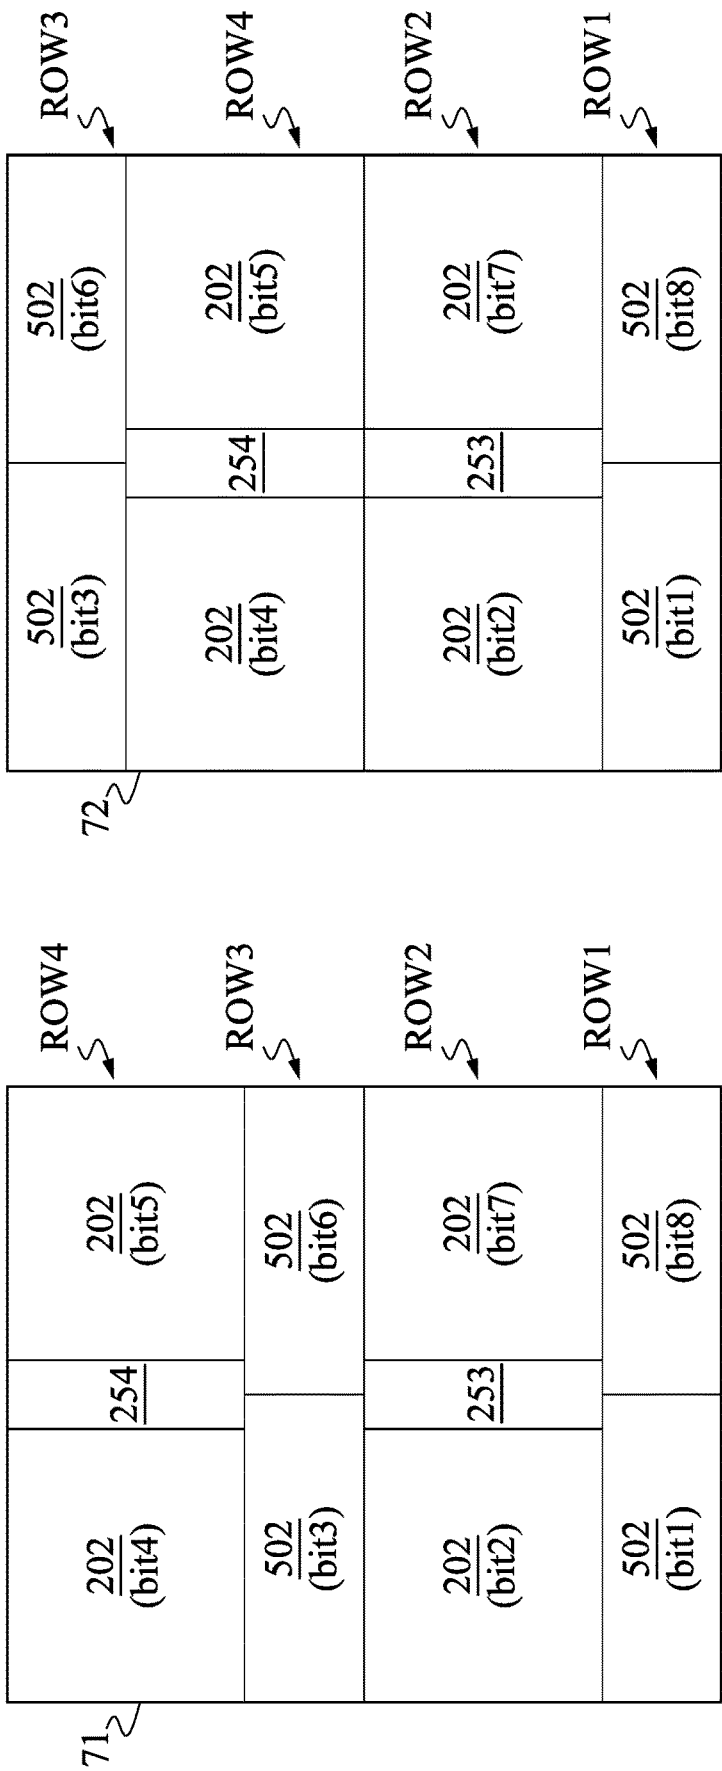 71
202
(bit4)
254
202
(bit5)
ROW4
502
(bit3)
502
(bit6)
ROW3
202
(bit2)
253
202
(bit7)
ROW2
502
(bit1)
502
(bit8)
ROW1
72
502
(bit3)
502
(bit6)
ROW3
202
(bit4)
254
202
(bit5)
ROW4
202
(bit2)
253
202
(bit7)
ROW2
502
(bit1)
502
(bit8)
ROW1